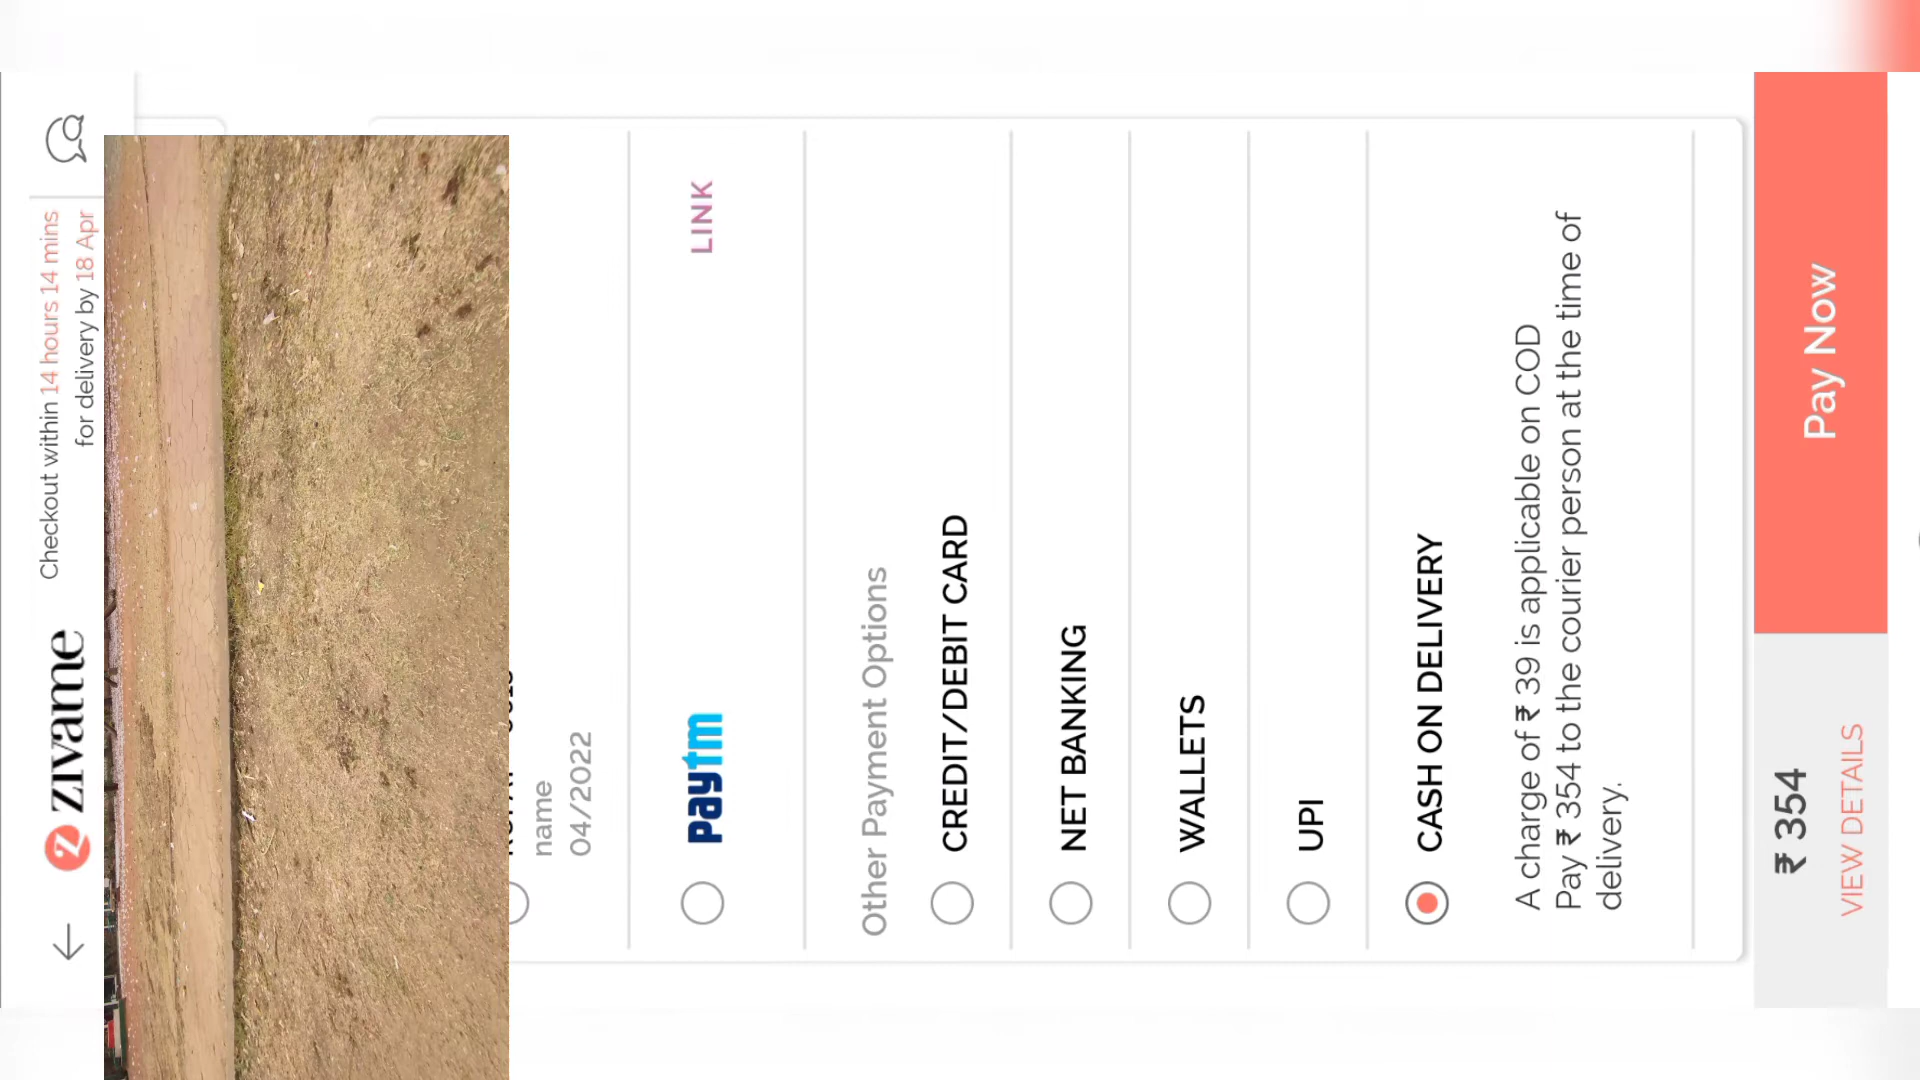 zivame
Checkout within 14 hours 14 mins
for delivery by 18 Apr
name
04/2022
Paytm
LINK
Other Payment Options
CREDIT/DEBIT CARD
NET BANKING
WALLETS
UPI
CASH ON DELIVERY
A charge of ₹ 39 is applicable on COD
Pay ₹ 354 to the courier person at the time of
delivery.
₹ 354
VIEW DETAILS
Pay Now